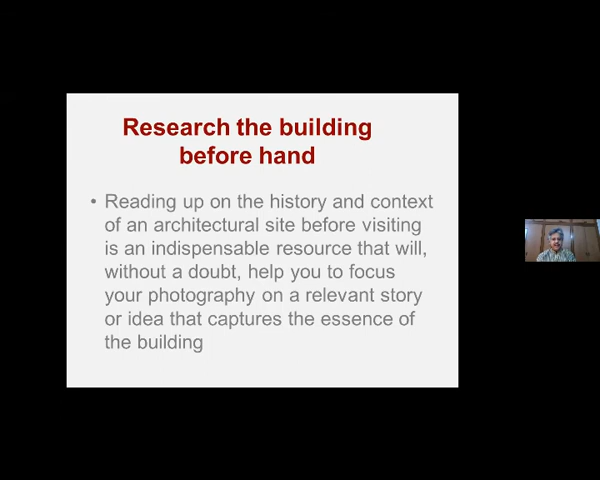 Research the building
before hand
• Reading up on the history and context
of an architectural site before visiting
is an indispensable resource that will,
without a doubt, help you to focus
your photography on a relevant story
or idea that captures the essence of
the building